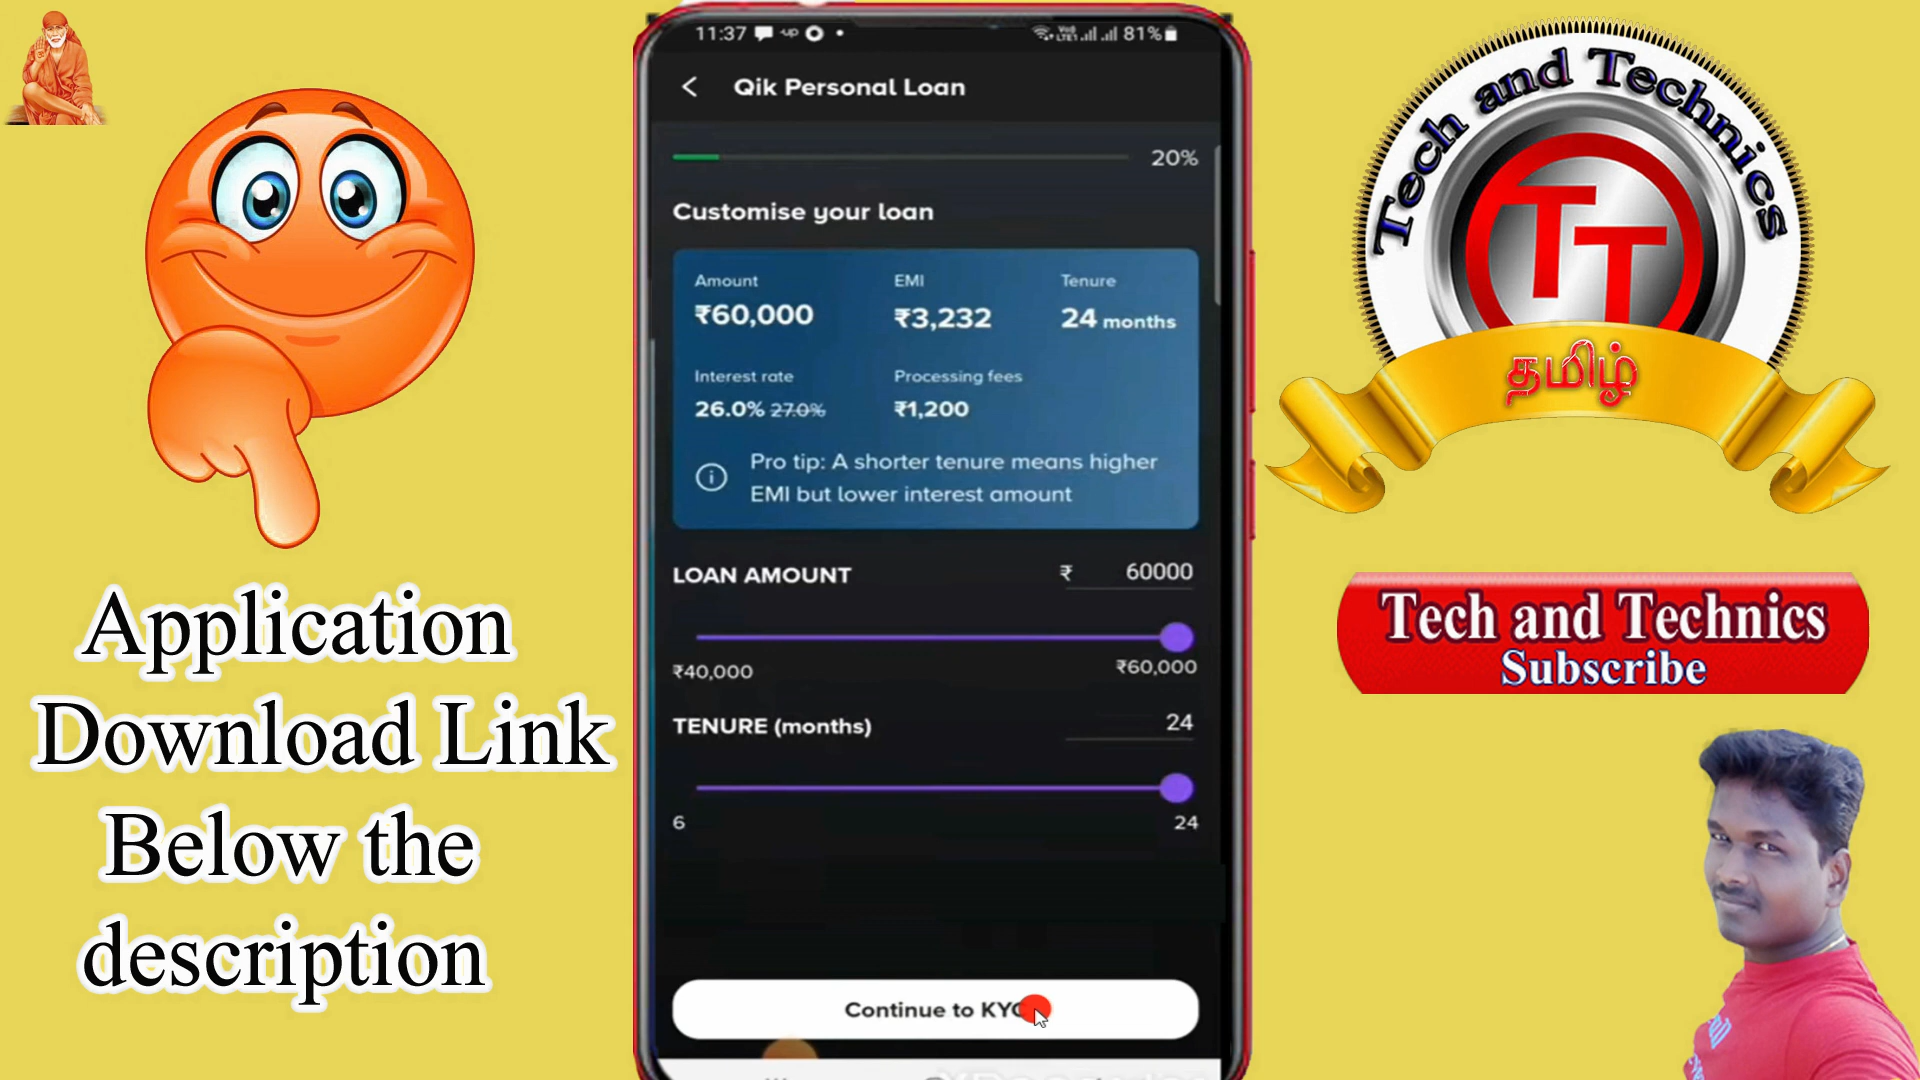 11:37
81%
Qik Personal Loan
20%
Customise your loan
Amount
EMI
Tenure
₹60,000
₹3,232
24 months
Interest rate
Processing fees
26.0% 27.0%
₹1,200
Pro tip: A shorter tenure means higher
EMI but lower interest amount
LOAN AMOUNT
₹ 60000
₹40,000
₹60,000
TENURE (months)
24
6
24
Continue to KYC
Application
Download Link
Below the
description
Tech and Technics
TT
தமிழ்
Tech and Technics
Subscribe